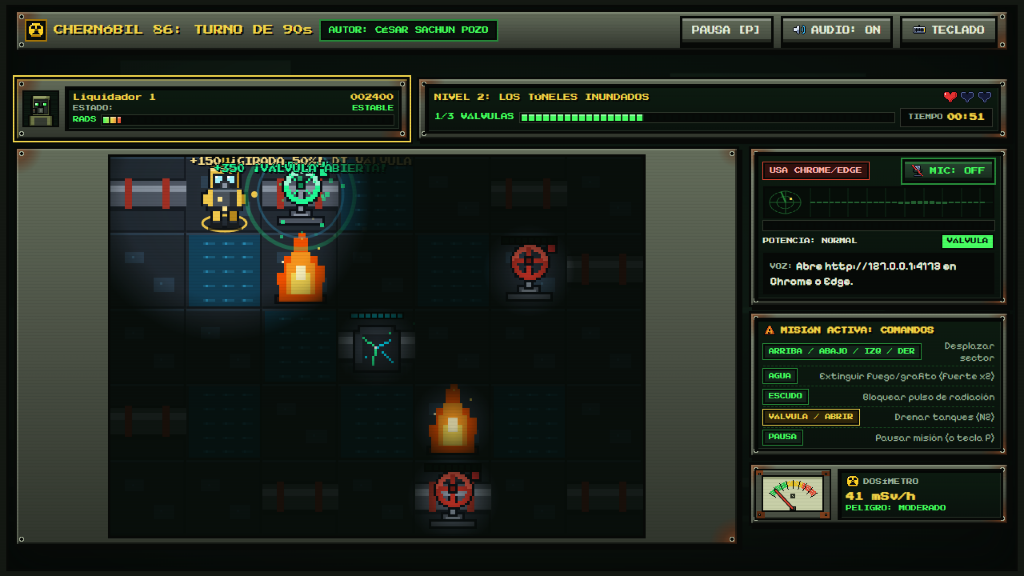 CHERNÓBIL 86: TURNO DE 90s
AUTOR: CÉSAR SACHUN POZO
PAUSA [P]
AUDIO: ON
TECLADO
Liquidador 1
002400
ESTADO:
ESTABLE
RADS
NIVEL 2: LOS TÚNELES INUNDADOS
1/3 VÁLVULAS
TIEMPO 00:51
+350 ¡VÁLVULA ABIERTA!
USA CHROME/EDGE
MIC: OFF
POTENCIA: NORMAL
VÁLVULA
VOZ: Abre http://127.0.0.1:4173 en
Chrome o Edge.
MISIÓN ACTIVA: COMANDOS
ARRIBA / ABAJO / IZQ / DER
Desplazar
sector
AGUA
Extinguir fuego/grafito (Fuerte x2)
ESCUDO
Bloquear pulso de radiación
VÁLVULA / ABRIR
Drenar tanques (N2)
PAUSA
Pausar misión (o tecla P)
DOSÍMETRO
41 mSv/h
PELIGRO: MODERADO